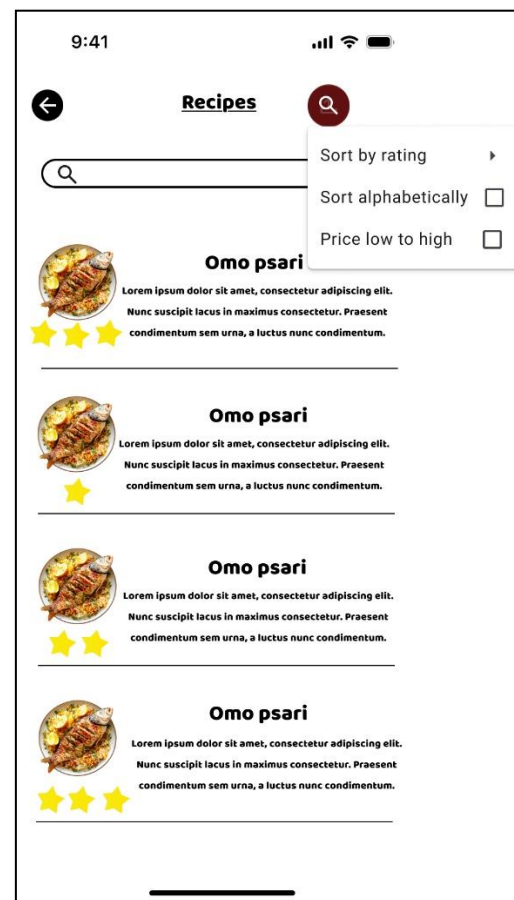 9:41
Recipes
Sort by rating
Sort alphabetically
Price low to high
Omo psari
Lorem ipsum dolor sit amet, consectetur adipiscing elit.
Nunc suscipit lacus in maximus consectetur. Praesent
condimentum sem urna, a luctus nunc condimentum.
Omo psari
Lorem ipsum dolor sit amet, consectetur adipiscing elit.
Nunc suscipit lacus in maximus consectetur. Praesent
condimentum sem urna, a luctus nunc condimentum.
Omo psari
Lorem ipsum dolor sit amet, consectetur adipiscing elit.
Nunc suscipit lacus in maximus consectetur. Praesent
condimentum sem urna, a luctus nunc condimentum.
Omo psari
Lorem ipsum dolor sit amet, consectetur adipiscing elit.
Nunc suscipit lacus in maximus consectetur. Praesent
condimentum sem urna, a luctus nunc condimentum.